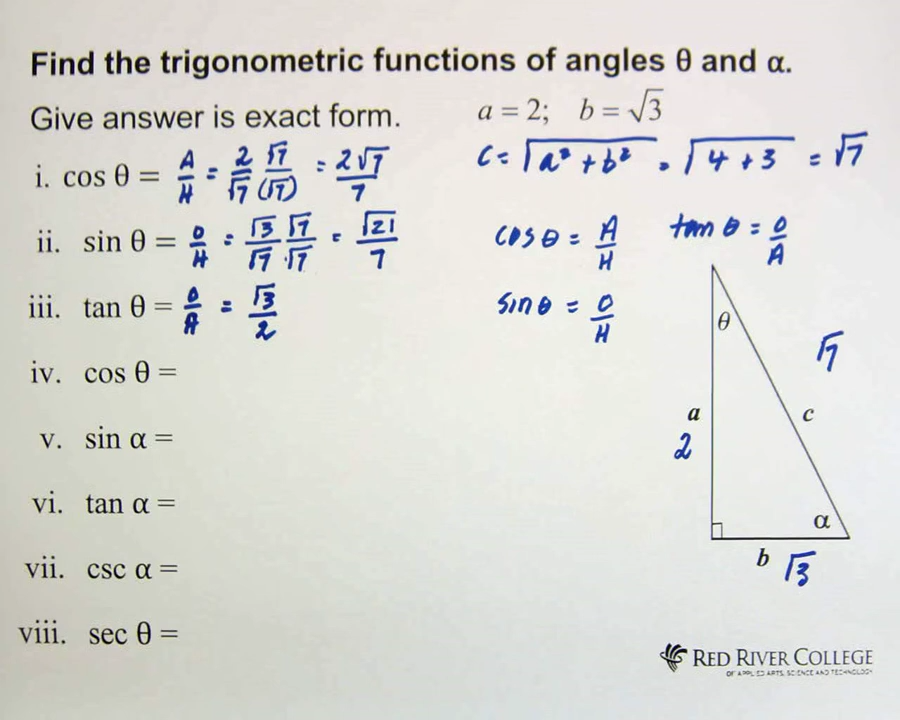 Find the trigonometric functions of angles θ and α.
Give answer is exact form.
a = 2; b = √3
c = √(a² + b²) = √(4 + 3) = √7
i. cos θ = A/H = 2/√7 √7/(√7) = 2√7/7
ii. sin θ = O/H = √3/√7 · √7/√7 = √21/7
iii. tan θ = O/A = √3/2
iv. cos θ =
v. sin α =
vi. tan α =
vii. csc α =
viii. sec θ =
cos θ = A/H
tan θ = O/A
sin θ = O/H
θ
√7
a
c
2
α
b √3
RED RIVER COLLEGE
OF APPLIED ARTS, SCIENCE AND TECHNOLOGY